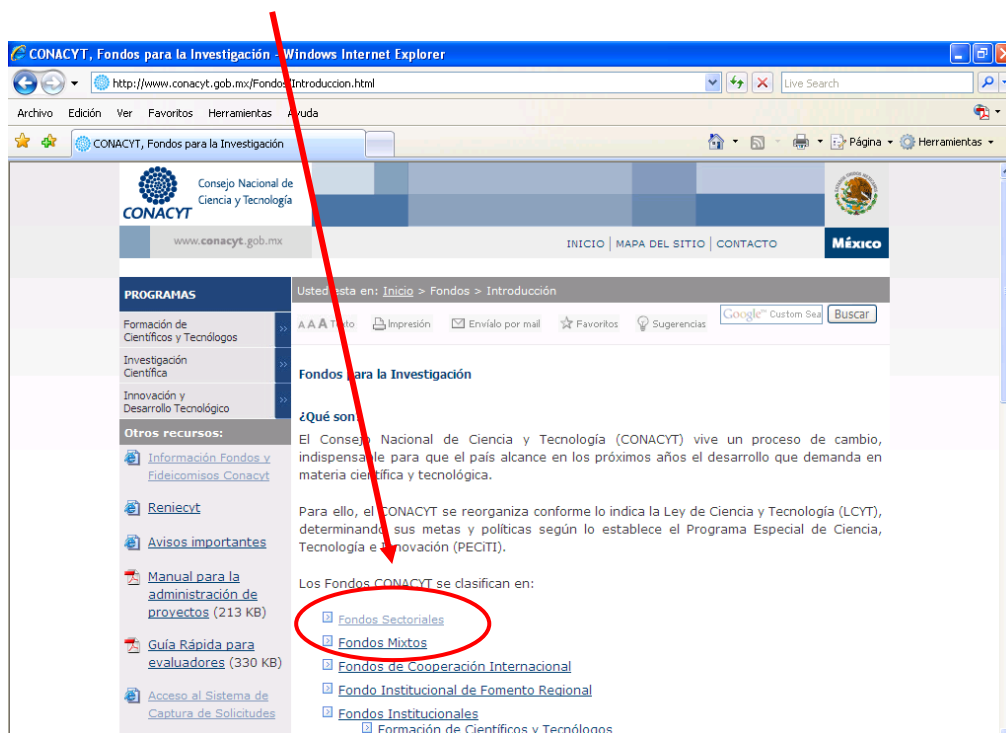 CONACYT, Fondos para la Investigación - Windows Internet Explorer
http://www.conacyt.gob.mx/Fondos/Introduccion.html
Live Search
Archivo Edición Ver Favoritos Herramientas Ayuda
CONACYT, Fondos para la Investigación
Página Herramientas
Consejo Nacional de
Ciencia y Tecnología
CONACYT
www.conacyt.gob.mx
INICIO | MAPA DEL SITIO | CONTACTO
México
PROGRAMAS
Formación de
Científicos y Tecnólogos
Investigación
Científica
Innovación y
Desarrollo Tecnológico
Otros recursos:
Información Fondos y
Fideicomisos Conacyt
Reniecyt
Avisos importantes
Manual para la
administración de
proyectos (213 KB)
Guía Rápida para
evaluadores (330 KB)
Acceso al Sistema de
Captura de Solicitudes
Usted esta en: Inicio > Fondos > Introducción
A A A Texto Impresión Envíalo por mail Favoritos Sugerencias
Google™ Custom Sea Buscar
Fondos para la Investigación
¿Qué son?
El Consejo Nacional de Ciencia y Tecnología (CONACYT) vive un proceso de cambio,
indispensable para que el país alcance en los próximos años el desarrollo que demanda en
materia científica y tecnológica.
Para ello, el CONACYT se reorganiza conforme lo indica la Ley de Ciencia y Tecnología (LCYT),
determinando sus metas y políticas según lo establece el Programa Especial de Ciencia,
Tecnología e Innovación (PECiTI).
Los Fondos CONACYT se clasifican en:
Fondos Sectoriales
Fondos Mixtos
Fondos de Cooperación Internacional
Fondo Institucional de Fomento Regional
Fondos Institucionales
Formación de Científicos y Tecnólogos